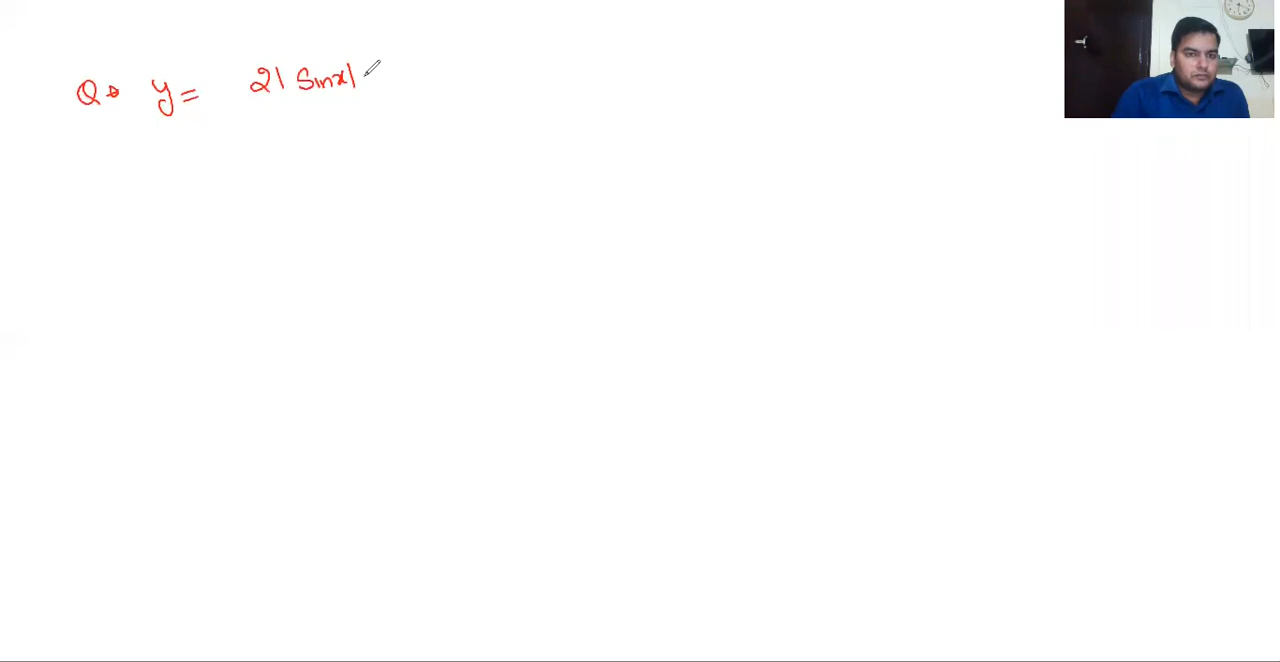 Q. y = 2|sinx|